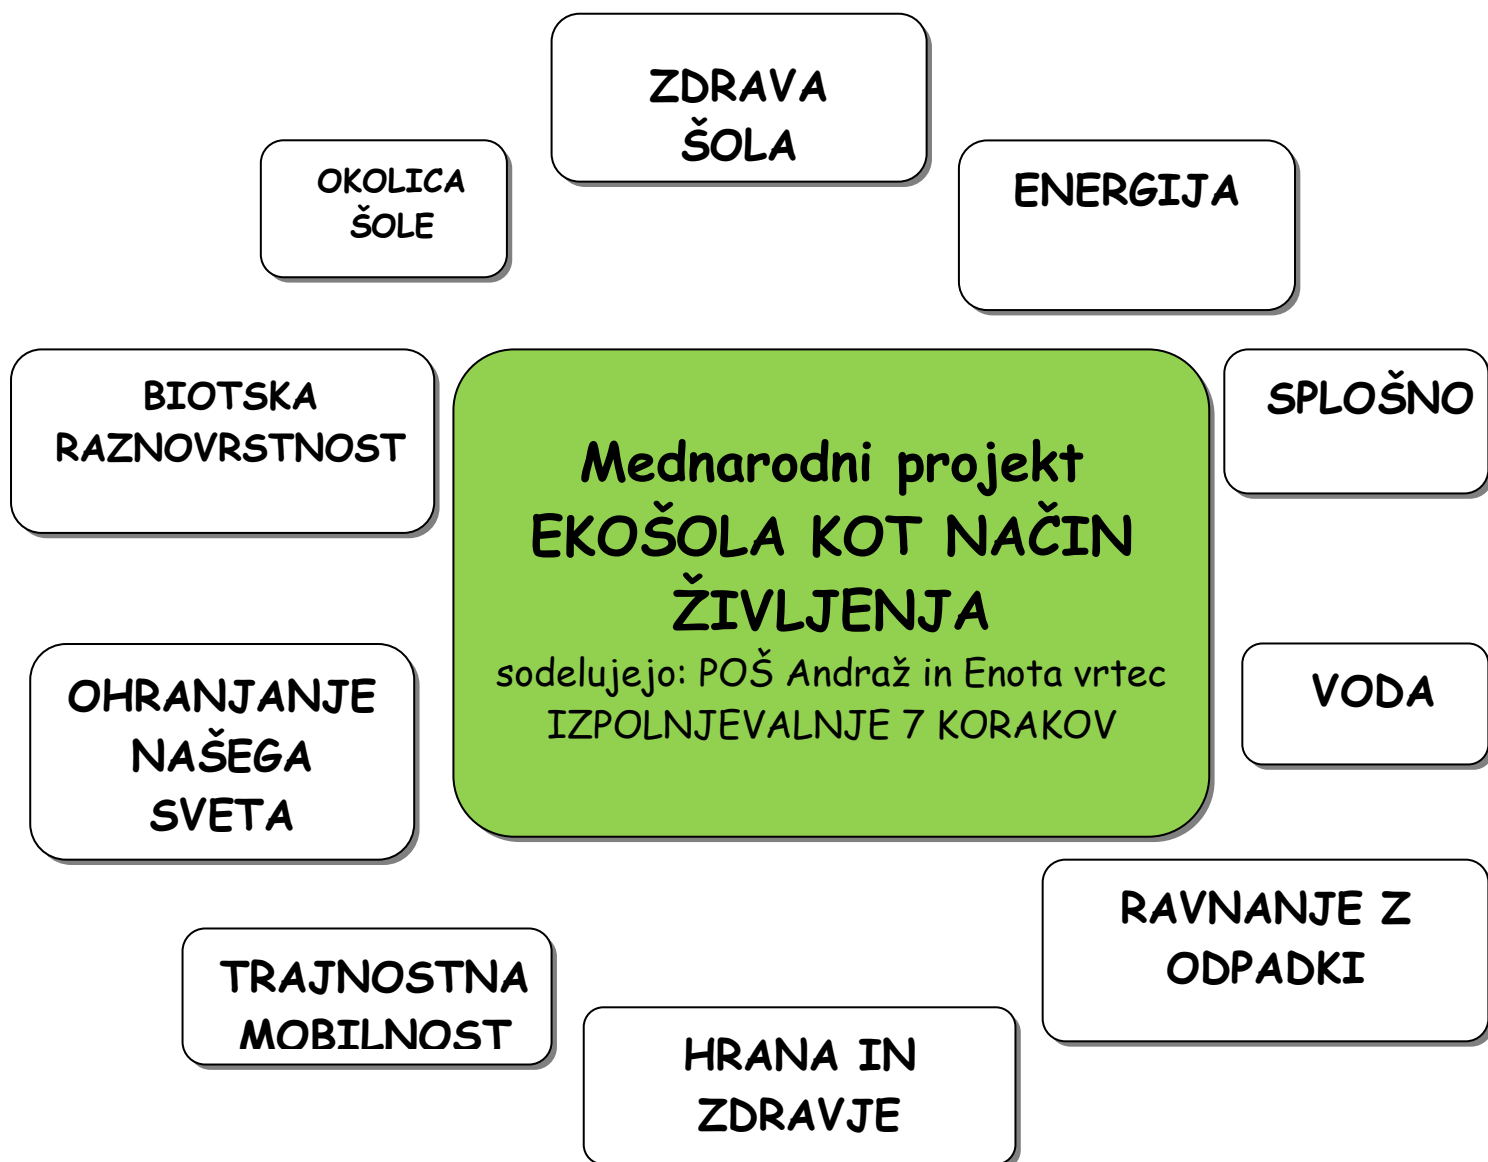 ZDRAVA
ŠOLA
OKOLICA
ŠOLE
ENERGIJA
BIOTSKA
RAZNOVRSTNOST
SPLOŠNO
Mednarodni projekt
EKOŠOLA KOT NAČIN
ŽIVLJENJA
sodelujejo: POŠ Andraž in Enota vrtec
IZPOLNJEVALNJE 7 KORAKOV
OHRANJANJE
NAŠEGA
SVETA
VODA
RAVNANJE Z
ODPADKI
TRAJNOSTNA
MOBILNOST
HRANA IN
ZDRAVJE